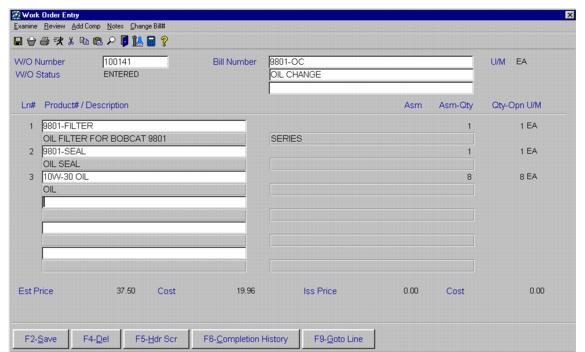 Work Order Entry
Examine Review Add Comp Notes Change Bill#
W/O Number 100141 Bill Number 9801-OC U/M EA
W/O Status ENTERED OIL CHANGE
Ln# Product# / Description Asm Asm-Qty Qty-Opn U/M
1 9801-FILTER 1 1 EA
OIL FILTER FOR BOBCAT 9801 SERIES
2 9801-SEAL 1 1 EA
OIL SEAL
3 10W-30 OIL 8 8 EA
OIL
Est Price 37.50 Cost 19.96 Iss Price 0.00 Cost 0.00
F2-Save F4-Del F5-Hdr Scr F6-Completion History F9-Goto Line